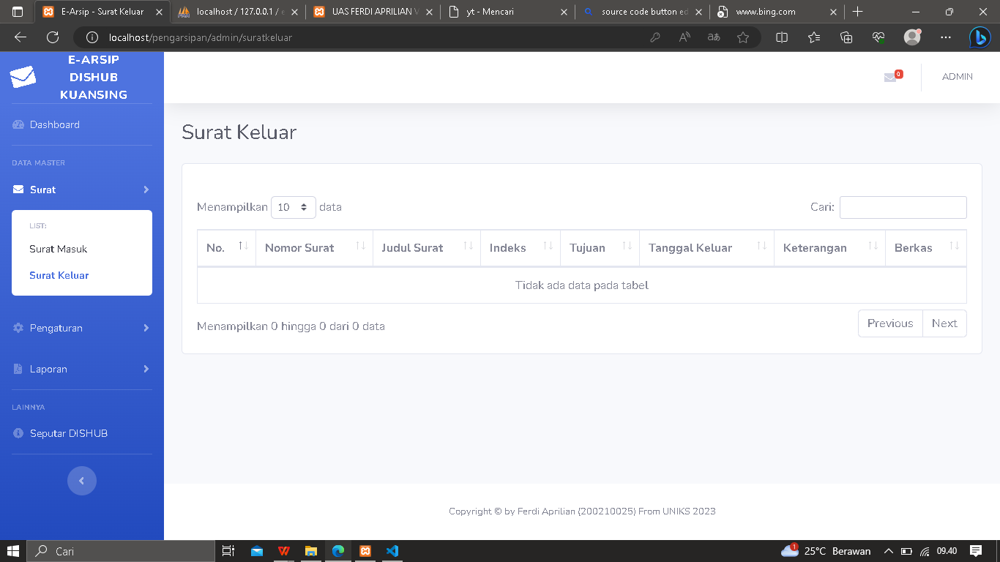 E-Arsip - Surat Keluar
localhost / 127.0.0.1 / e
UAS FERDI APRILIAN V
yt - Mencari
source code button ed
www.bing.com
localhost/pengarsipan/admin/suratkeluar
E-ARSIP
DISHUB
KUANSING
0
ADMIN
Dashboard
DATA MASTER
Surat
LIST:
Surat Masuk
Surat Keluar
Pengaturan
Laporan
LAINNYA
Seputar DISHUB
Surat Keluar
Menampilkan 10 data
Cari:
No. Nomor Surat Judul Surat Indeks Tujuan Tanggal Keluar Keterangan Berkas
Tidak ada data pada tabel
Menampilkan 0 hingga 0 dari 0 data
Previous Next
Copyright © by Ferdi Aprilian (200210025) From UNIKS 2023
Cari
1
25°C Berawan
09.40